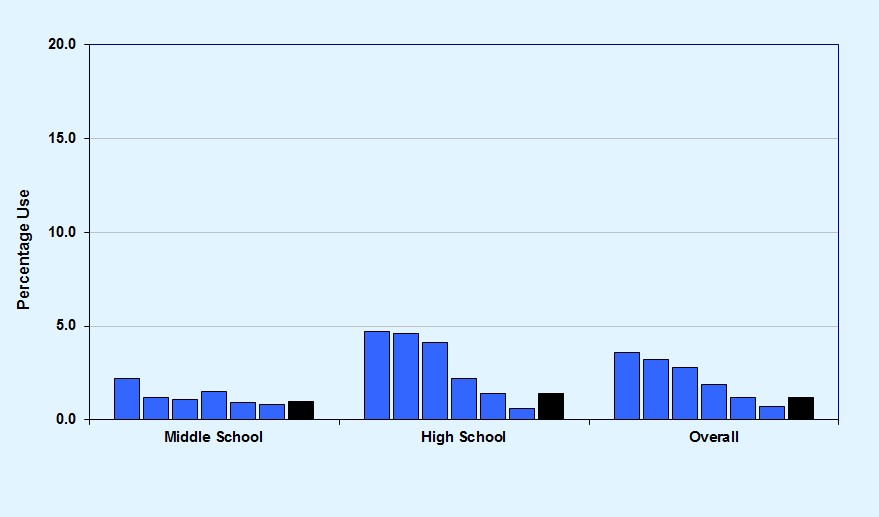 20.0
15.0
10.0
5.0
0.0
Percentage Use
Middle School
High School
Overall